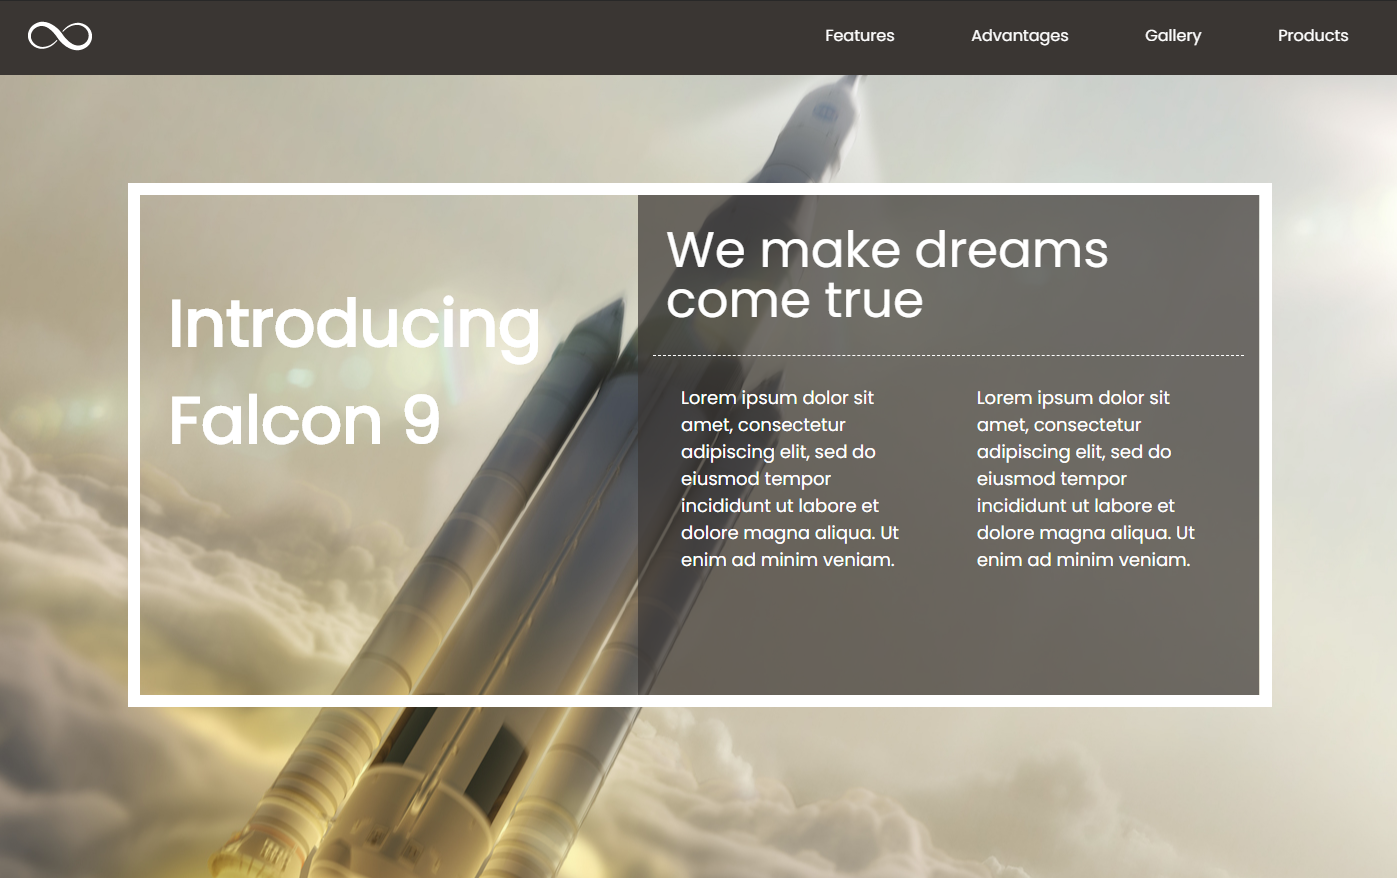 Features Advantages Gallery Products
Introducing
Falcon 9
We make dreams
come true
Lorem ipsum dolor sit
amet, consectetur
adipiscing elit, sed do
eiusmod tempor
incididunt ut labore et
dolore magna aliqua. Ut
enim ad minim veniam.
Lorem ipsum dolor sit
amet, consectetur
adipiscing elit, sed do
eiusmod tempor
incididunt ut labore et
dolore magna aliqua. Ut
enim ad minim veniam.